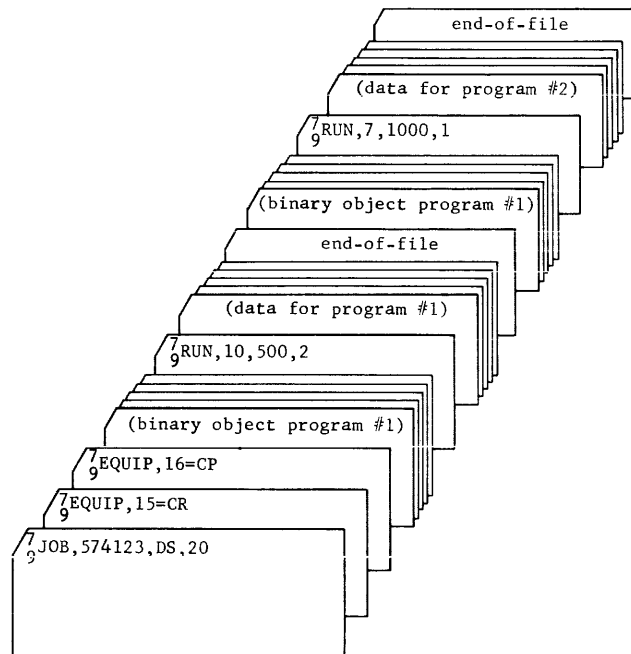 end-of-file
(data for program #2)
7
9RUN,7,1000,1
(binary object program #1)
end-of-file
(data for program #1)
7
9RUN,10,500,2
(binary object program #1)
7
9EQUIP,16=CP
7
9EQUIP,15=CR
7
9JOB,574123,DS,20